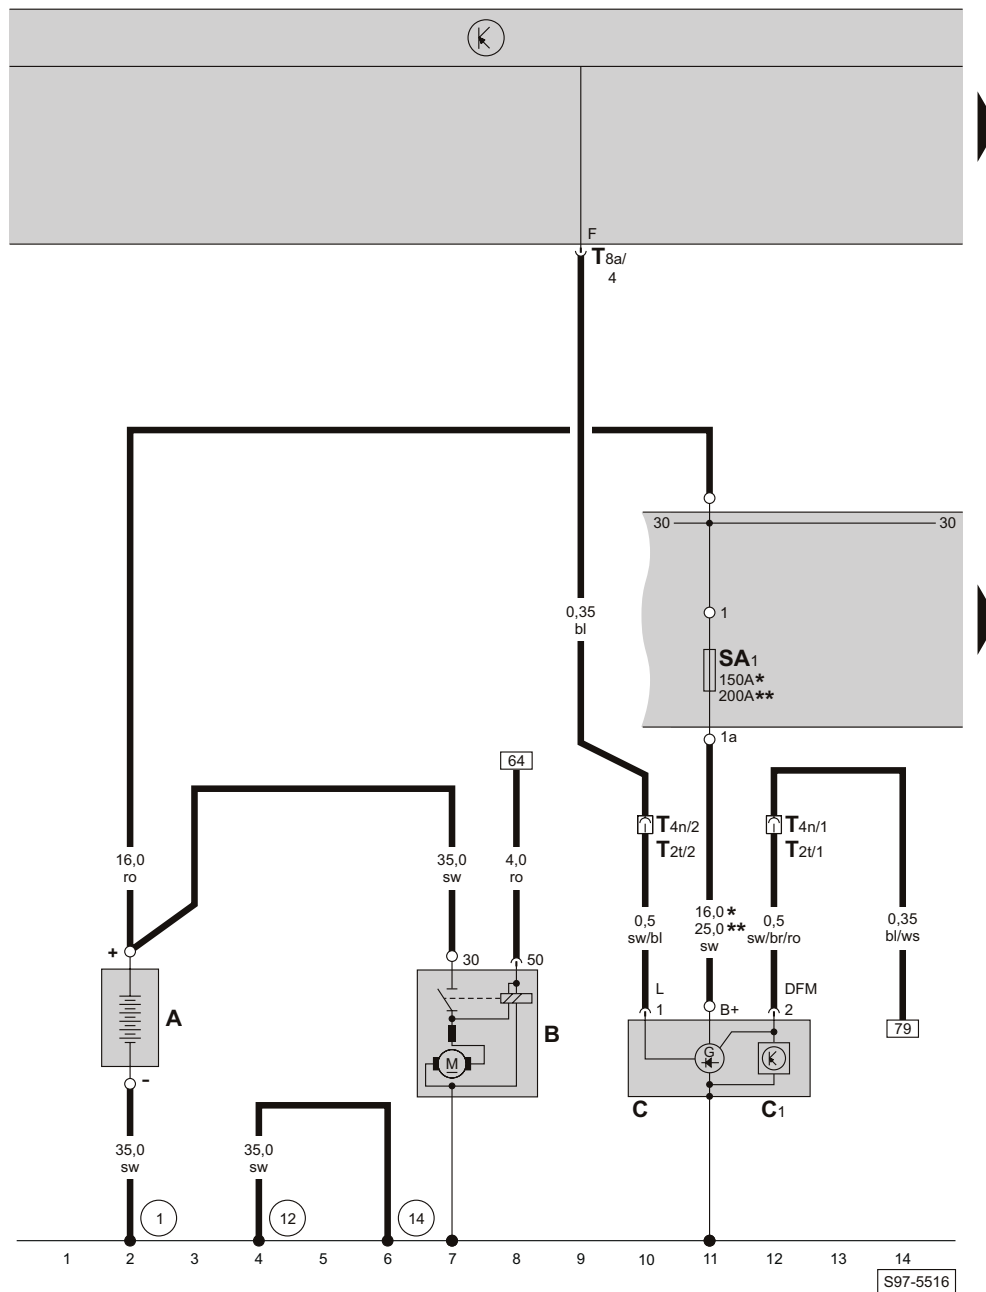 F
T8a/
4
30
30
1
0,35
bl
SA1
150A*
200A**
1a
64
T4n/2
T2t/2
T4n/1
T2t/1
16,0
ro
35,0
sw
4,0
ro
0,5
sw/bl
16,0*
25,0**
sw
0,5
sw/br/ro
0,35
bl/ws
+
30
50
L
1
B+
DFM
2
A
B
M
G
79
-
C
C1
35,0
sw
35,0
sw
1
12
14
1 2 3 4 5 6 7 8 9 10 11 12 13 14
S97-5516